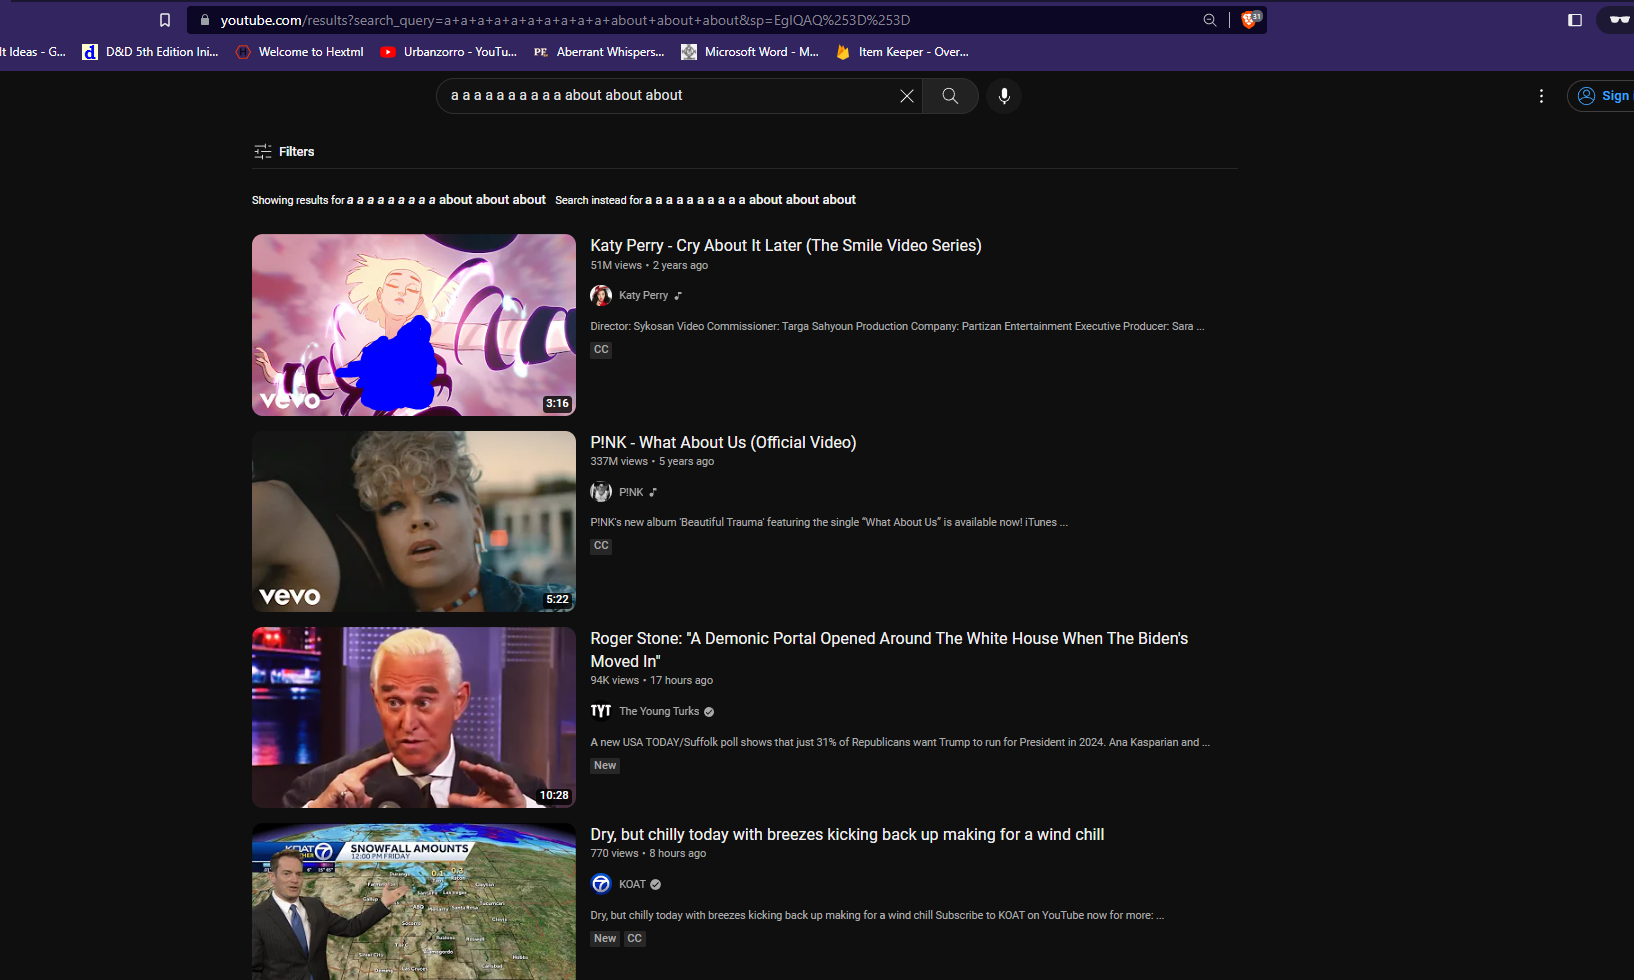 youtube.com/results?search_query=a+a+a+a+a+a+a+a+a+a+about+about+about&sp=EgIQAQ%253D%253D
31
lt Ideas - G...
D&D 5th Edition Ini...
Welcome to Hextml
Urbanzorro - YouTu...
PE Aberrant Whispers...
Microsoft Word - M...
Item Keeper - Over...
a a a a a a a a a a about about about
Sign
Filters
Showing results for a a a a a a a a a about about about Search instead for a a a a a a a a a a about about about
Katy Perry - Cry About It Later (The Smile Video Series)
51M views • 2 years ago
Katy Perry
Director: Sykosan Video Commissioner: Targa Sahyoun Production Company: Partizan Entertainment Executive Producer: Sara ...
CC
vevo
3:16
P!NK - What About Us (Official Video)
337M views • 5 years ago
P!NK
P!NK's new album 'Beautiful Trauma' featuring the single “What About Us” is available now! iTunes ...
CC
vevo
5:22
Roger Stone: "A Demonic Portal Opened Around The White House When The Biden's
Moved In"
94K views • 17 hours ago
TYT The Young Turks
A new USA TODAY/Suffolk poll shows that just 31% of Republicans want Trump to run for President in 2024. Ana Kasparian and ...
New
10:28
Dry, but chilly today with breezes kicking back up making for a wind chill
770 views • 8 hours ago
7 KOAT
Dry, but chilly today with breezes kicking back up making for a wind chill Subscribe to KOAT on YouTube now for more: ...
New CC
KOAT 7
SNOWFALL AMOUNTS
12:00 PM FRIDAY